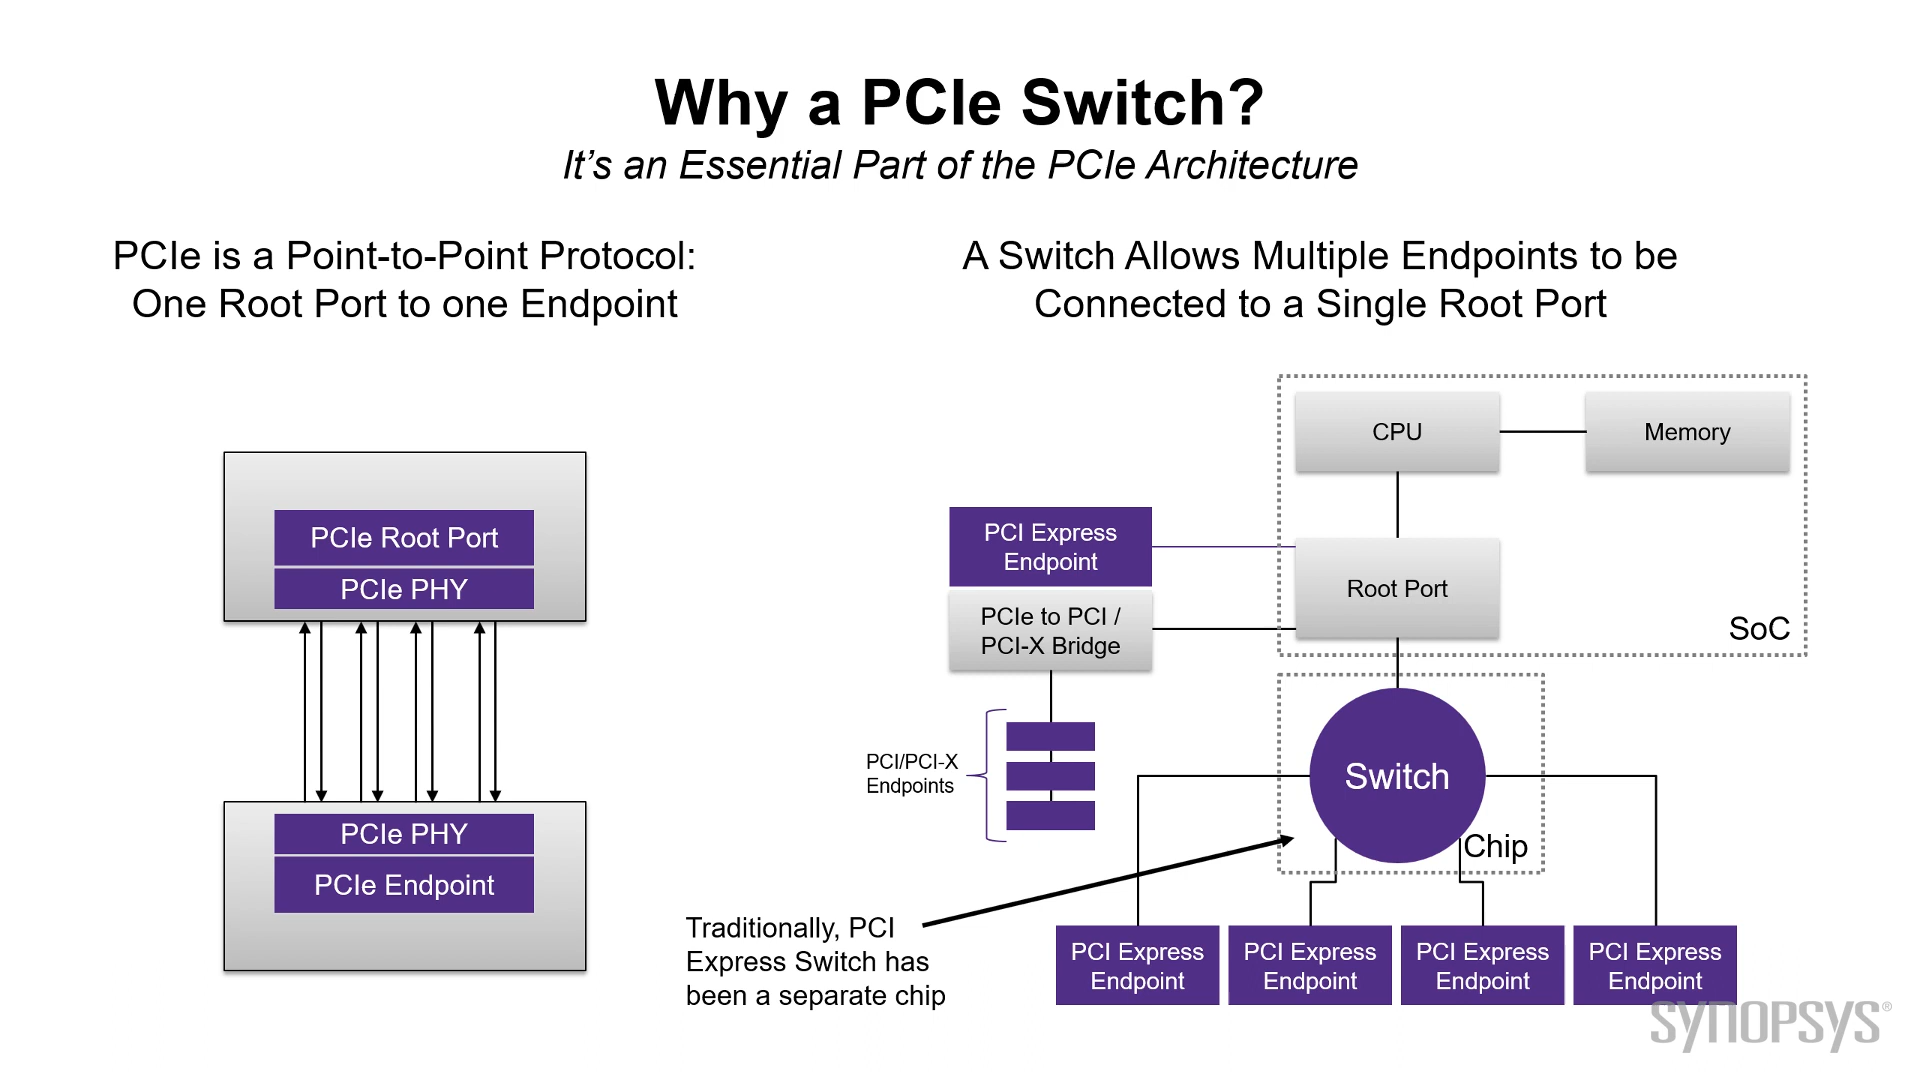 Why a PCIe Switch?
It's an Essential Part of the PCIe Architecture
PCIe is a Point-to-Point Protocol:
One Root Port to one Endpoint
A Switch Allows Multiple Endpoints to be
Connected to a Single Root Port
PCIe Root Port
PCIe PHY
PCIe PHY
PCIe Endpoint
CPU
Memory
PCI Express
Endpoint
Root Port
PCIe to PCI /
PCI-X Bridge
SoC
PCI/PCI-X
Endpoints
Switch
Chip
Traditionally, PCI
Express Switch has
been a separate chip
PCI Express
Endpoint
PCI Express
Endpoint
PCI Express
Endpoint
PCI Express
Endpoint
SYNOPSYS®